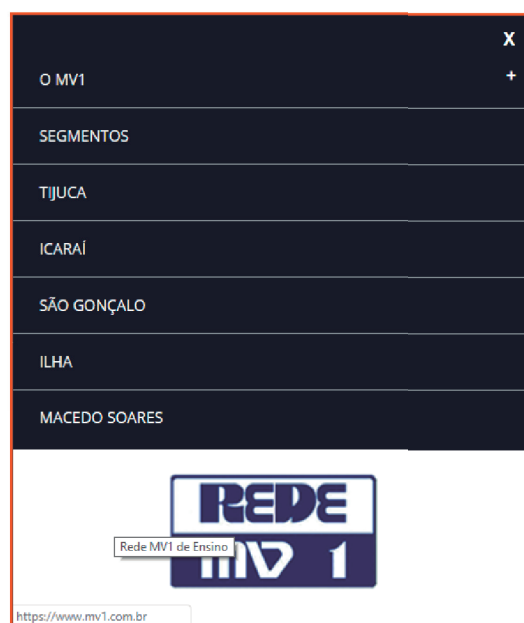 X
O MV1 +
SEGMENTOS
TIJUCA
ICARAÍ
SÃO GONÇALO
ILHA
MACEDO SOARES
REDE
Rede MV1 de Ensino
MV 1
https://www.mv1.com.br